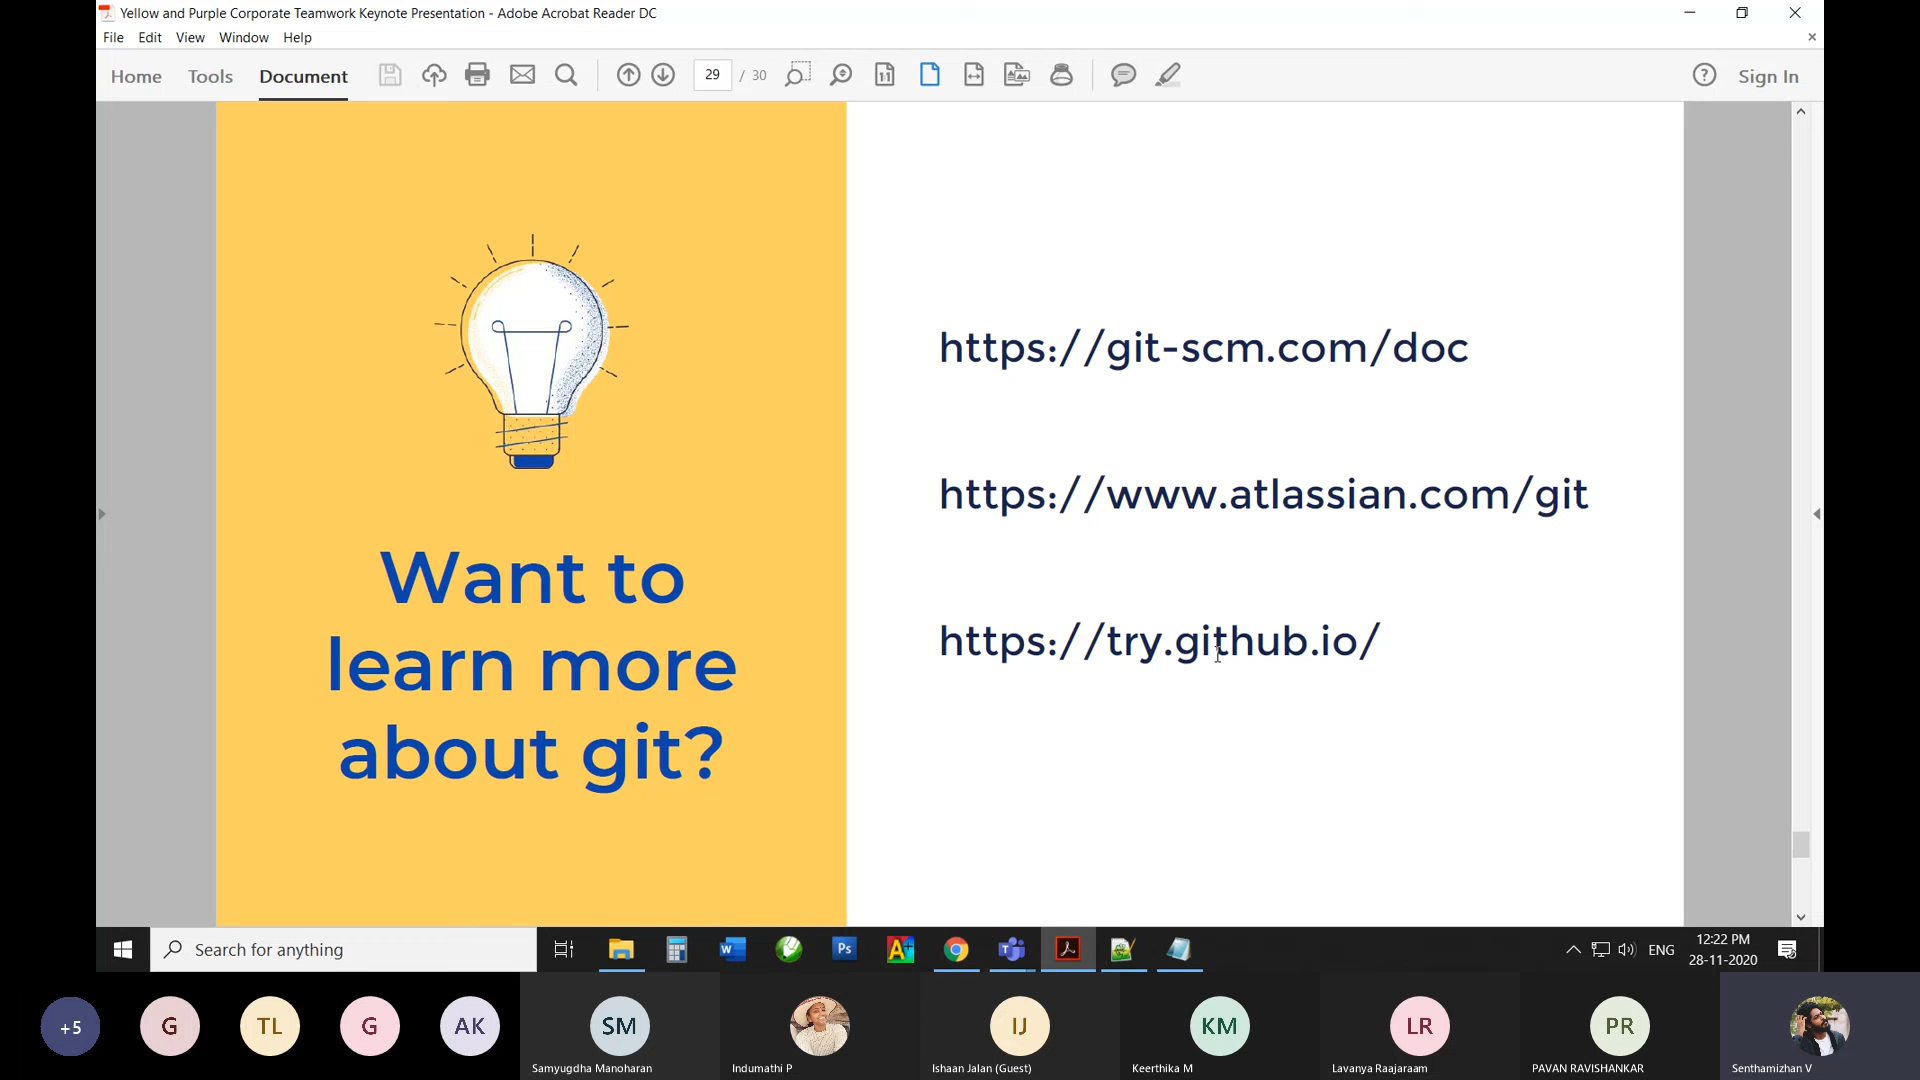 Yellow and Purple Corporate Teamwork Keynote Presentation - Adobe Acrobat Reader DC
File Edit View Window Help
Home Tools Document 29 / 30 Sign In
https://git-scm.com/doc
https://www.atlassian.com/git
https://try.github.io/
Want to
learn more
about git?
Search for anything
Ps
ENG
12:22 PM
28-11-2020
+5 G TL G AK SM IJ KM LR PR
Samyugdha Manoharan Indumathi P Ishaan Jalan (Guest) Keerthika M Lavanya Raajaraam PAVAN RAVISHANKAR Senthamizhan V